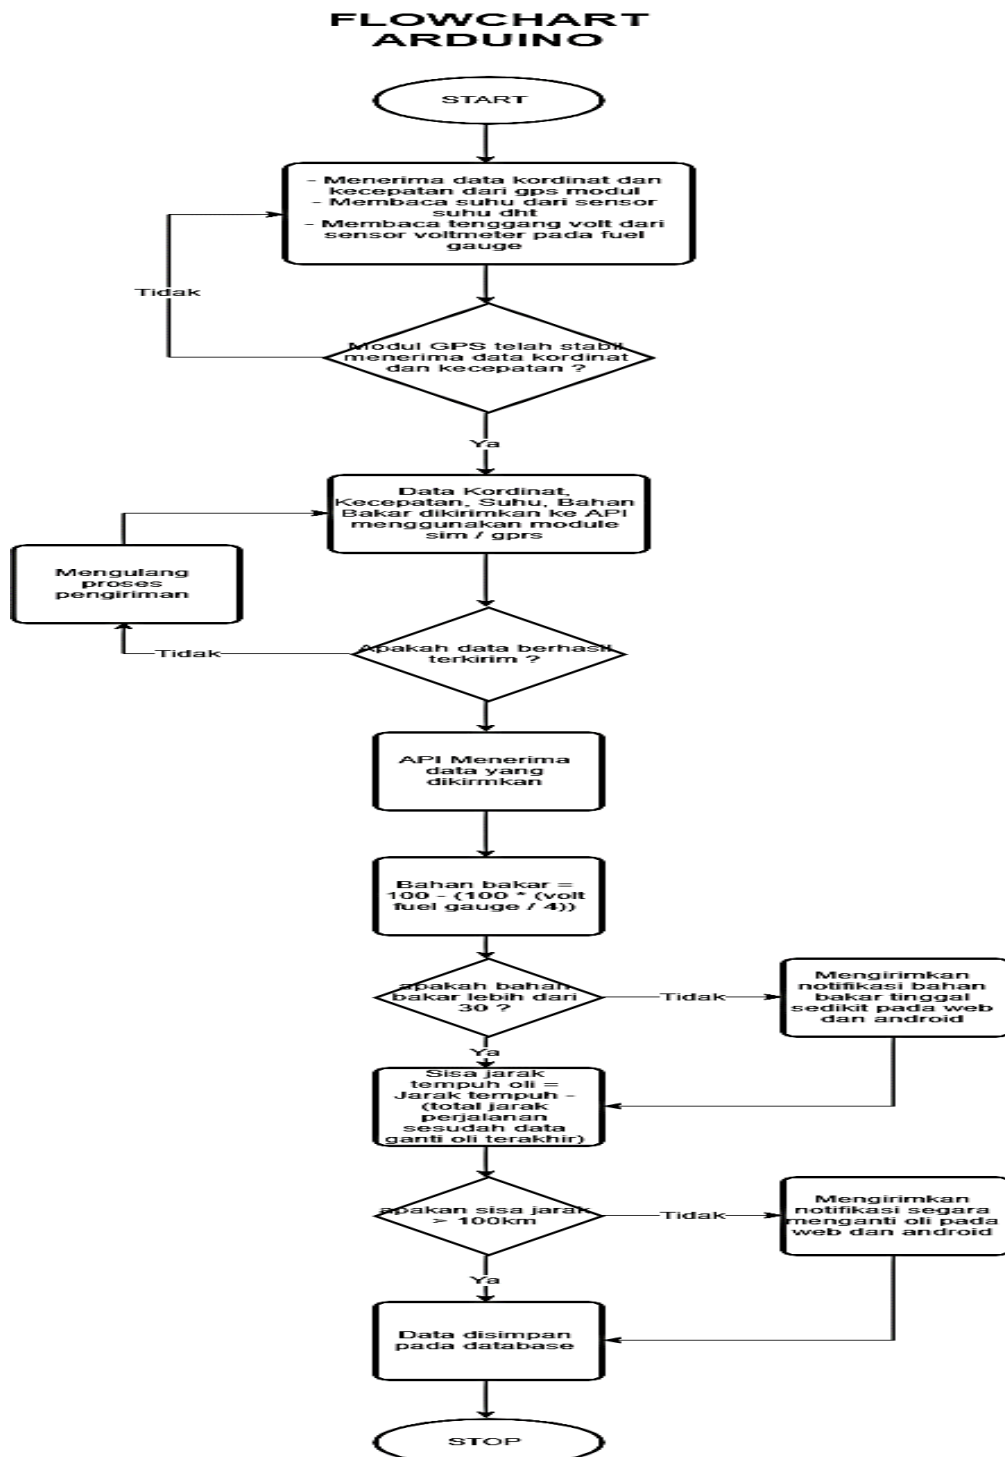 FLOWCHART
ARDUINO
START
- Menerima data kordinat dan
kecepatan dari gps modul
- Membaca suhu dari sensor
suhu dht
- Membaca tenggang volt dari
sensor voltmeter pada fuel
gauge
Tidak
Modul GPS telah stabil
menerima data kordinat
dan kecepatan ?
Ya
Data Kordinat,
Kecepatan, Suhu, Bahan
Bakar dikirimkan ke API
menggunakan module
sim / gprs
Mengulang
proses
pengiriman
Tidak
Apakah data berhasil
terkirim ?
API Menerima
data yang
dikirmkan
Bahan bakar =
100 - (100 * (volt
fuel gauge / 4))
apakah bahan
bakar lebih dari
30 ?
Tidak
Mengirimkan
notifikasi bahan
bakar tinggal
sedikit pada web
dan android
Ya
Sisa jarak
tempuh oli =
Jarak tempuh -
(total jarak
perjalanan
sesudah data
ganti oli terakhir)
apakan sisa jarak
> 100km
Tidak
Mengirimkan
notifikasi segara
menganti oli pada
web dan android
Ya
Data disimpan
pada database
STOP